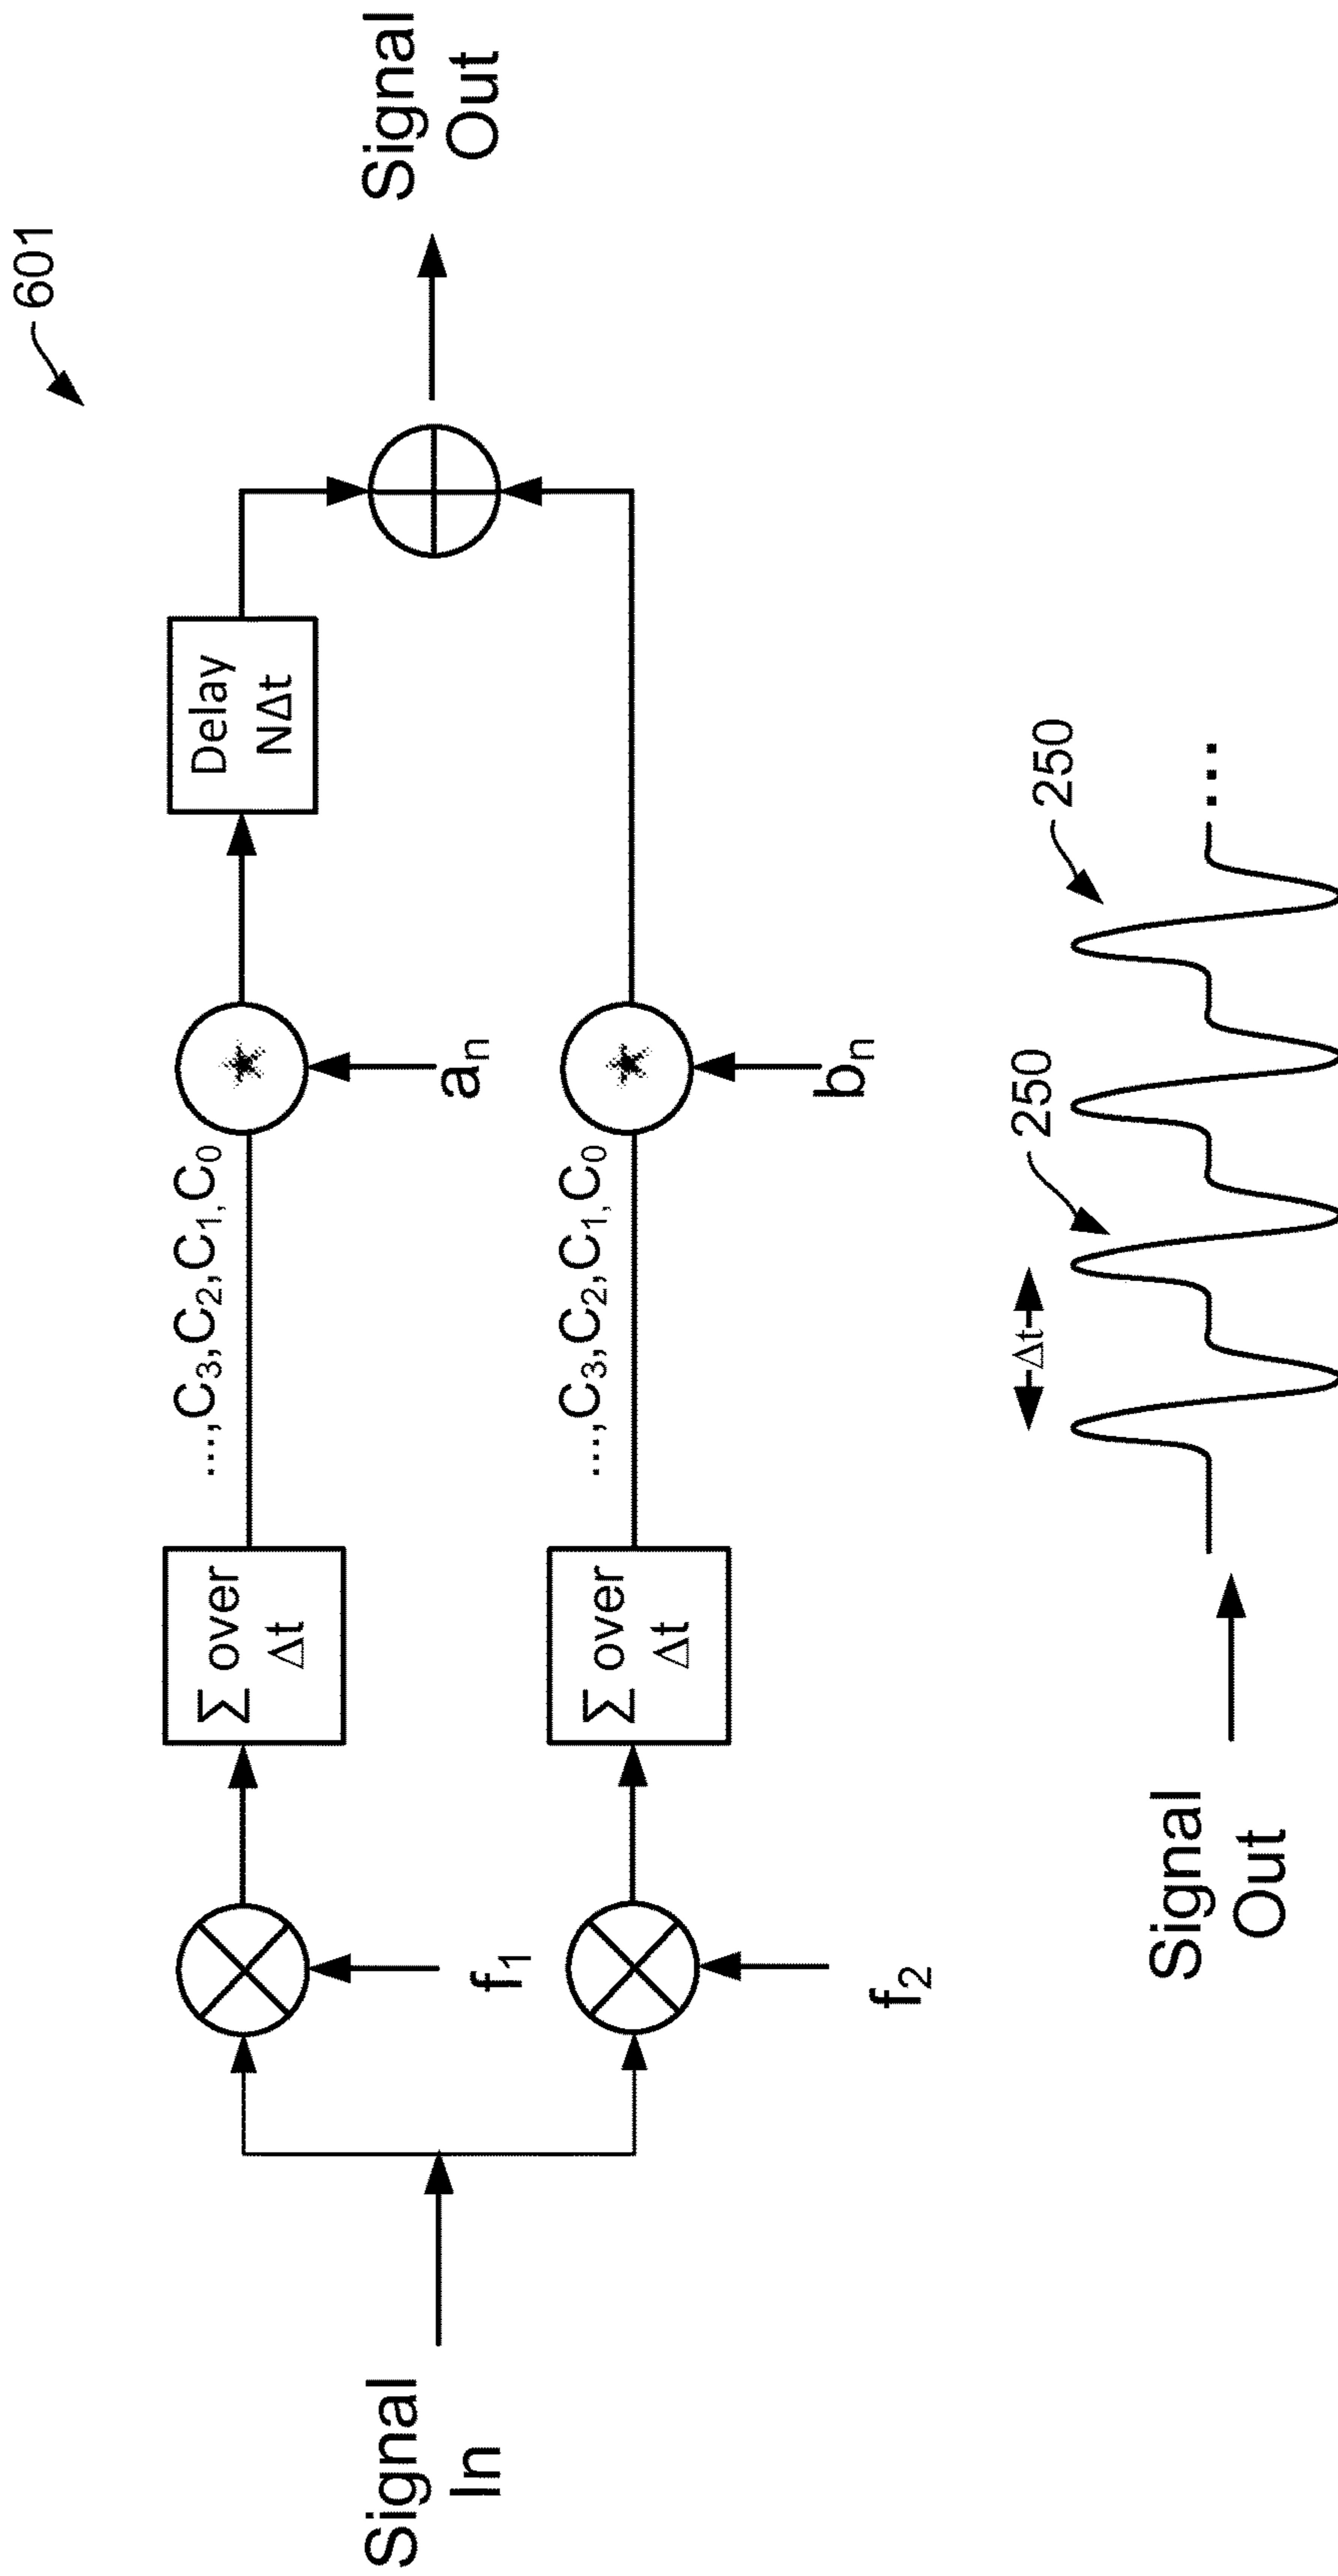 601
Signal
In
f₁
f₂
Σ over
Δt
Σ over
Δt
...,C₃,C₂,C₁,C₀
...,C₃,C₂,C₁,C₀
*
*
aₙ
bₙ
Delay
NΔt
Signal
Out
Signal
Out
Δt
250
250
...